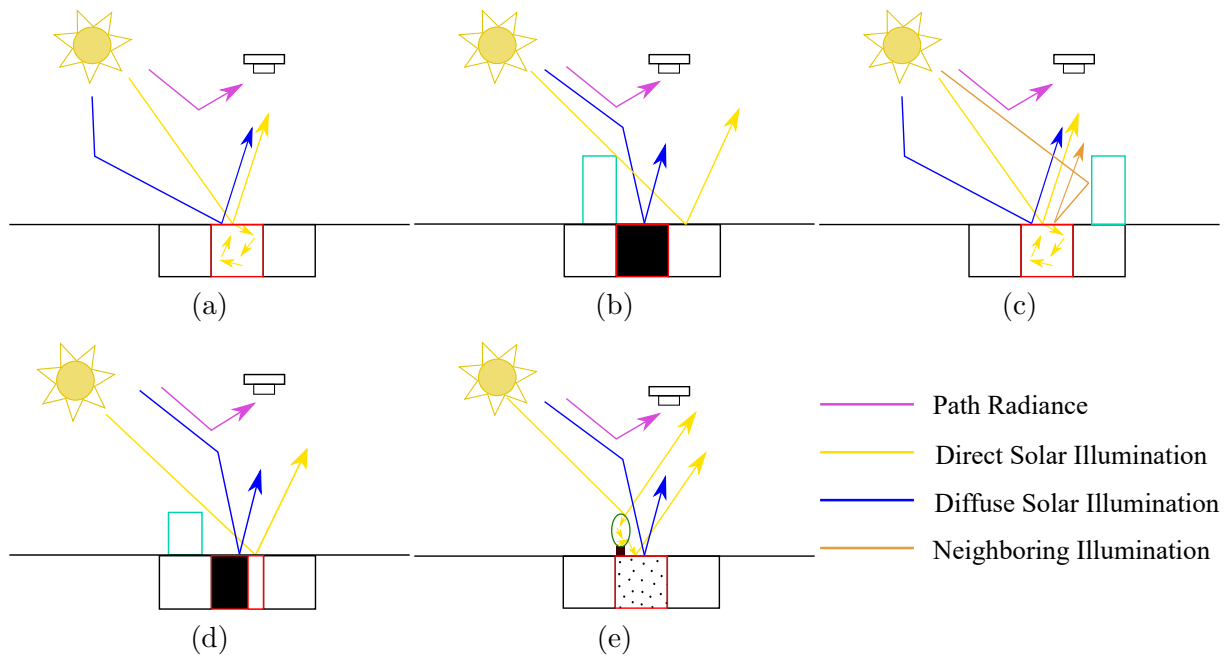 (a)
(b)
(c)
(d)
(e)
Path Radiance
Direct Solar Illumination
Diffuse Solar Illumination
Neighboring Illumination